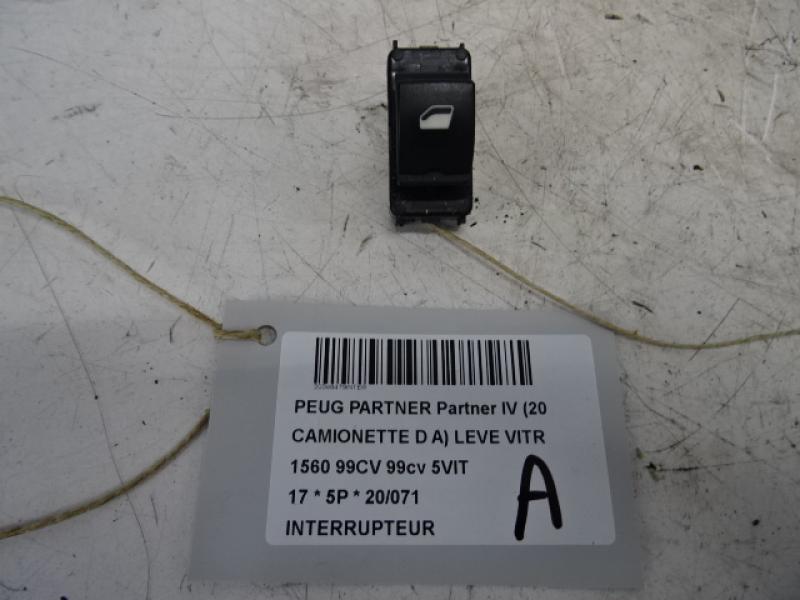 PEUG PARTNER Partner IV (20
CAMIONETTE D A) LEVE VITR
1560 99CV 99cv 5VIT
17 * 5P * 20/071
INTERRUPTEUR
A